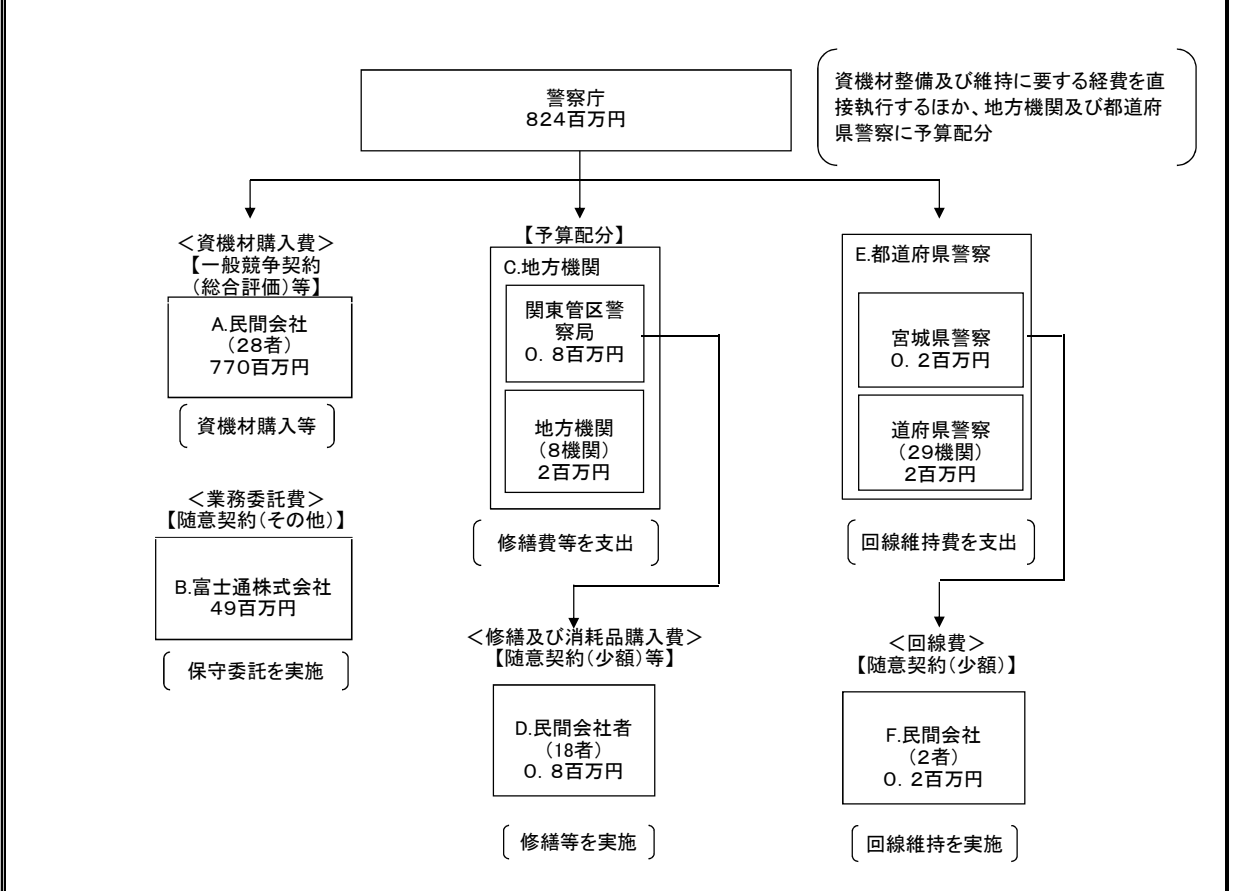 警察庁
824百万円
資機材整備及び維持に要する経費を直
接執行するほか、地方機関及び都道府
県警察に予算配分
＜資機材購入費＞
【一般競争契約
（総合評価）等】
A.民間会社
（28者）
770百万円
資機材購入等
＜業務委託費＞
【随意契約（その他）】
B.富士通株式会社
49百万円
保守委託を実施
【予算配分】
C.地方機関
関東管区警
察局
０．８百万円
地方機関
（8機関）
2百万円
修繕費等を支出
＜修繕及び消耗品購入費＞
【随意契約（少額）等】
D.民間会社者
（18者）
０．８百万円
修繕等を実施
E.都道府県警察
宮城県警察
０．２百万円
道府県警察
（29機関）
2百万円
回線維持費を支出
＜回線費＞
【随意契約（少額）】
F.民間会社
（2者）
０．２百万円
回線維持を実施